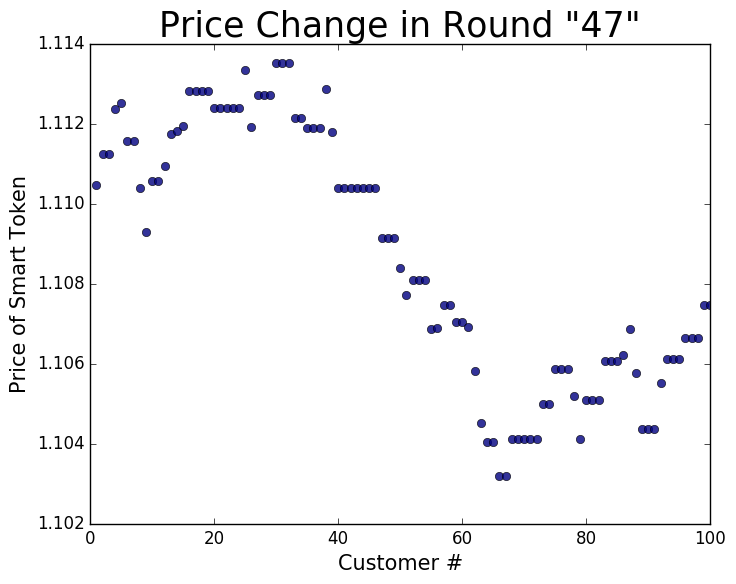 Price Change in Round "47"
1.114
1.112
1.110
1.108
1.106
1.104
1.102
Price of Smart Token
0 20 40 60 80 100
Customer #